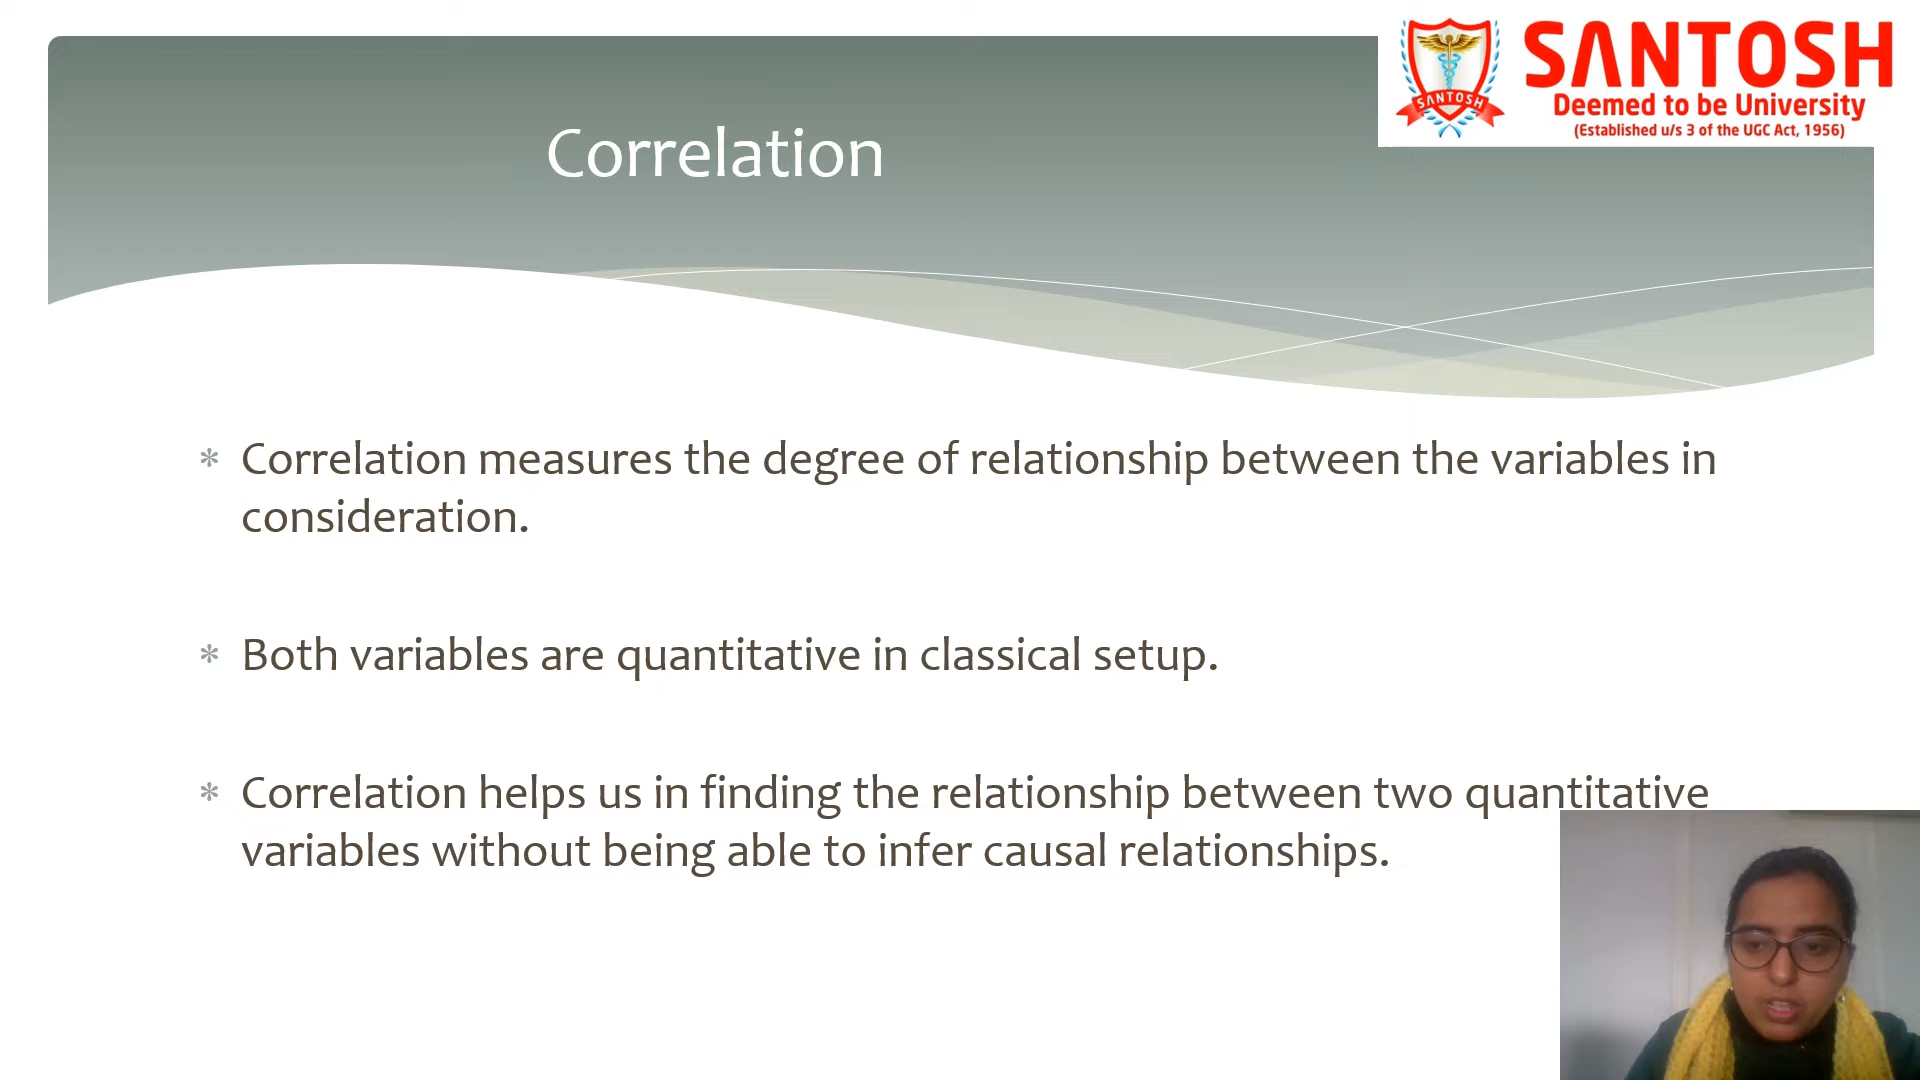 SANTOSH
SANTOSH
Deemed to be University
(Established u/s 3 of the UGC Act, 1956)
Correlation
* Correlation measures the degree of relationship between the variables in
consideration.
* Both variables are quantitative in classical setup.
* Correlation helps us in finding the relationship between two quantitative
variables without being able to infer causal relationships.